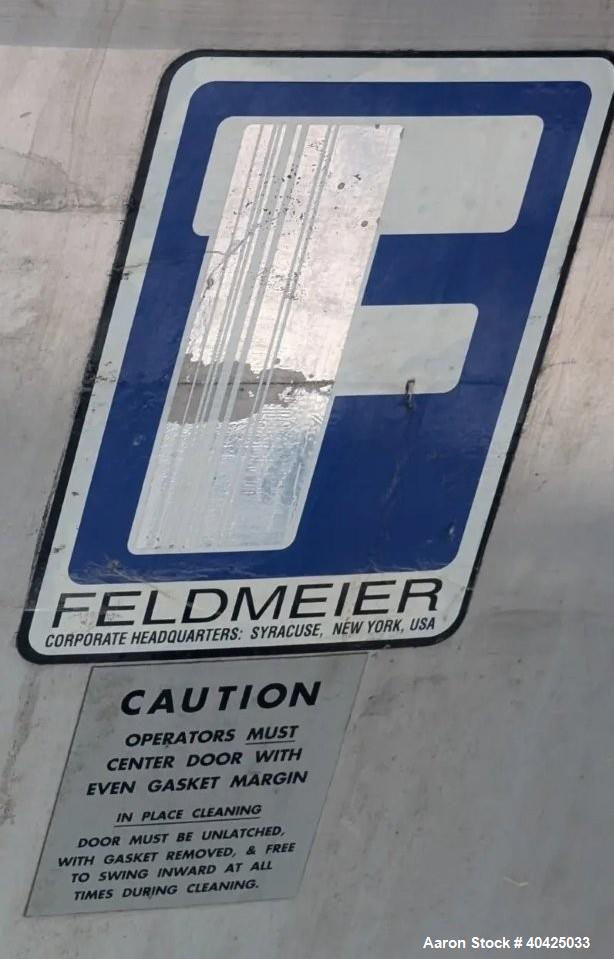 F
FELDMEIER
CORPORATE HEADQUARTERS: SYRACUSE, NEW YORK, USA
CAUTION
OPERATORS MUST
CENTER DOOR WITH
EVEN GASKET MARGIN
IN PLACE CLEANING
DOOR MUST BE UNLATCHED,
WITH GASKET REMOVED, & FREE
TO SWING INWARD AT ALL
TIMES DURING CLEANING.
Aaron Stock # 40425033